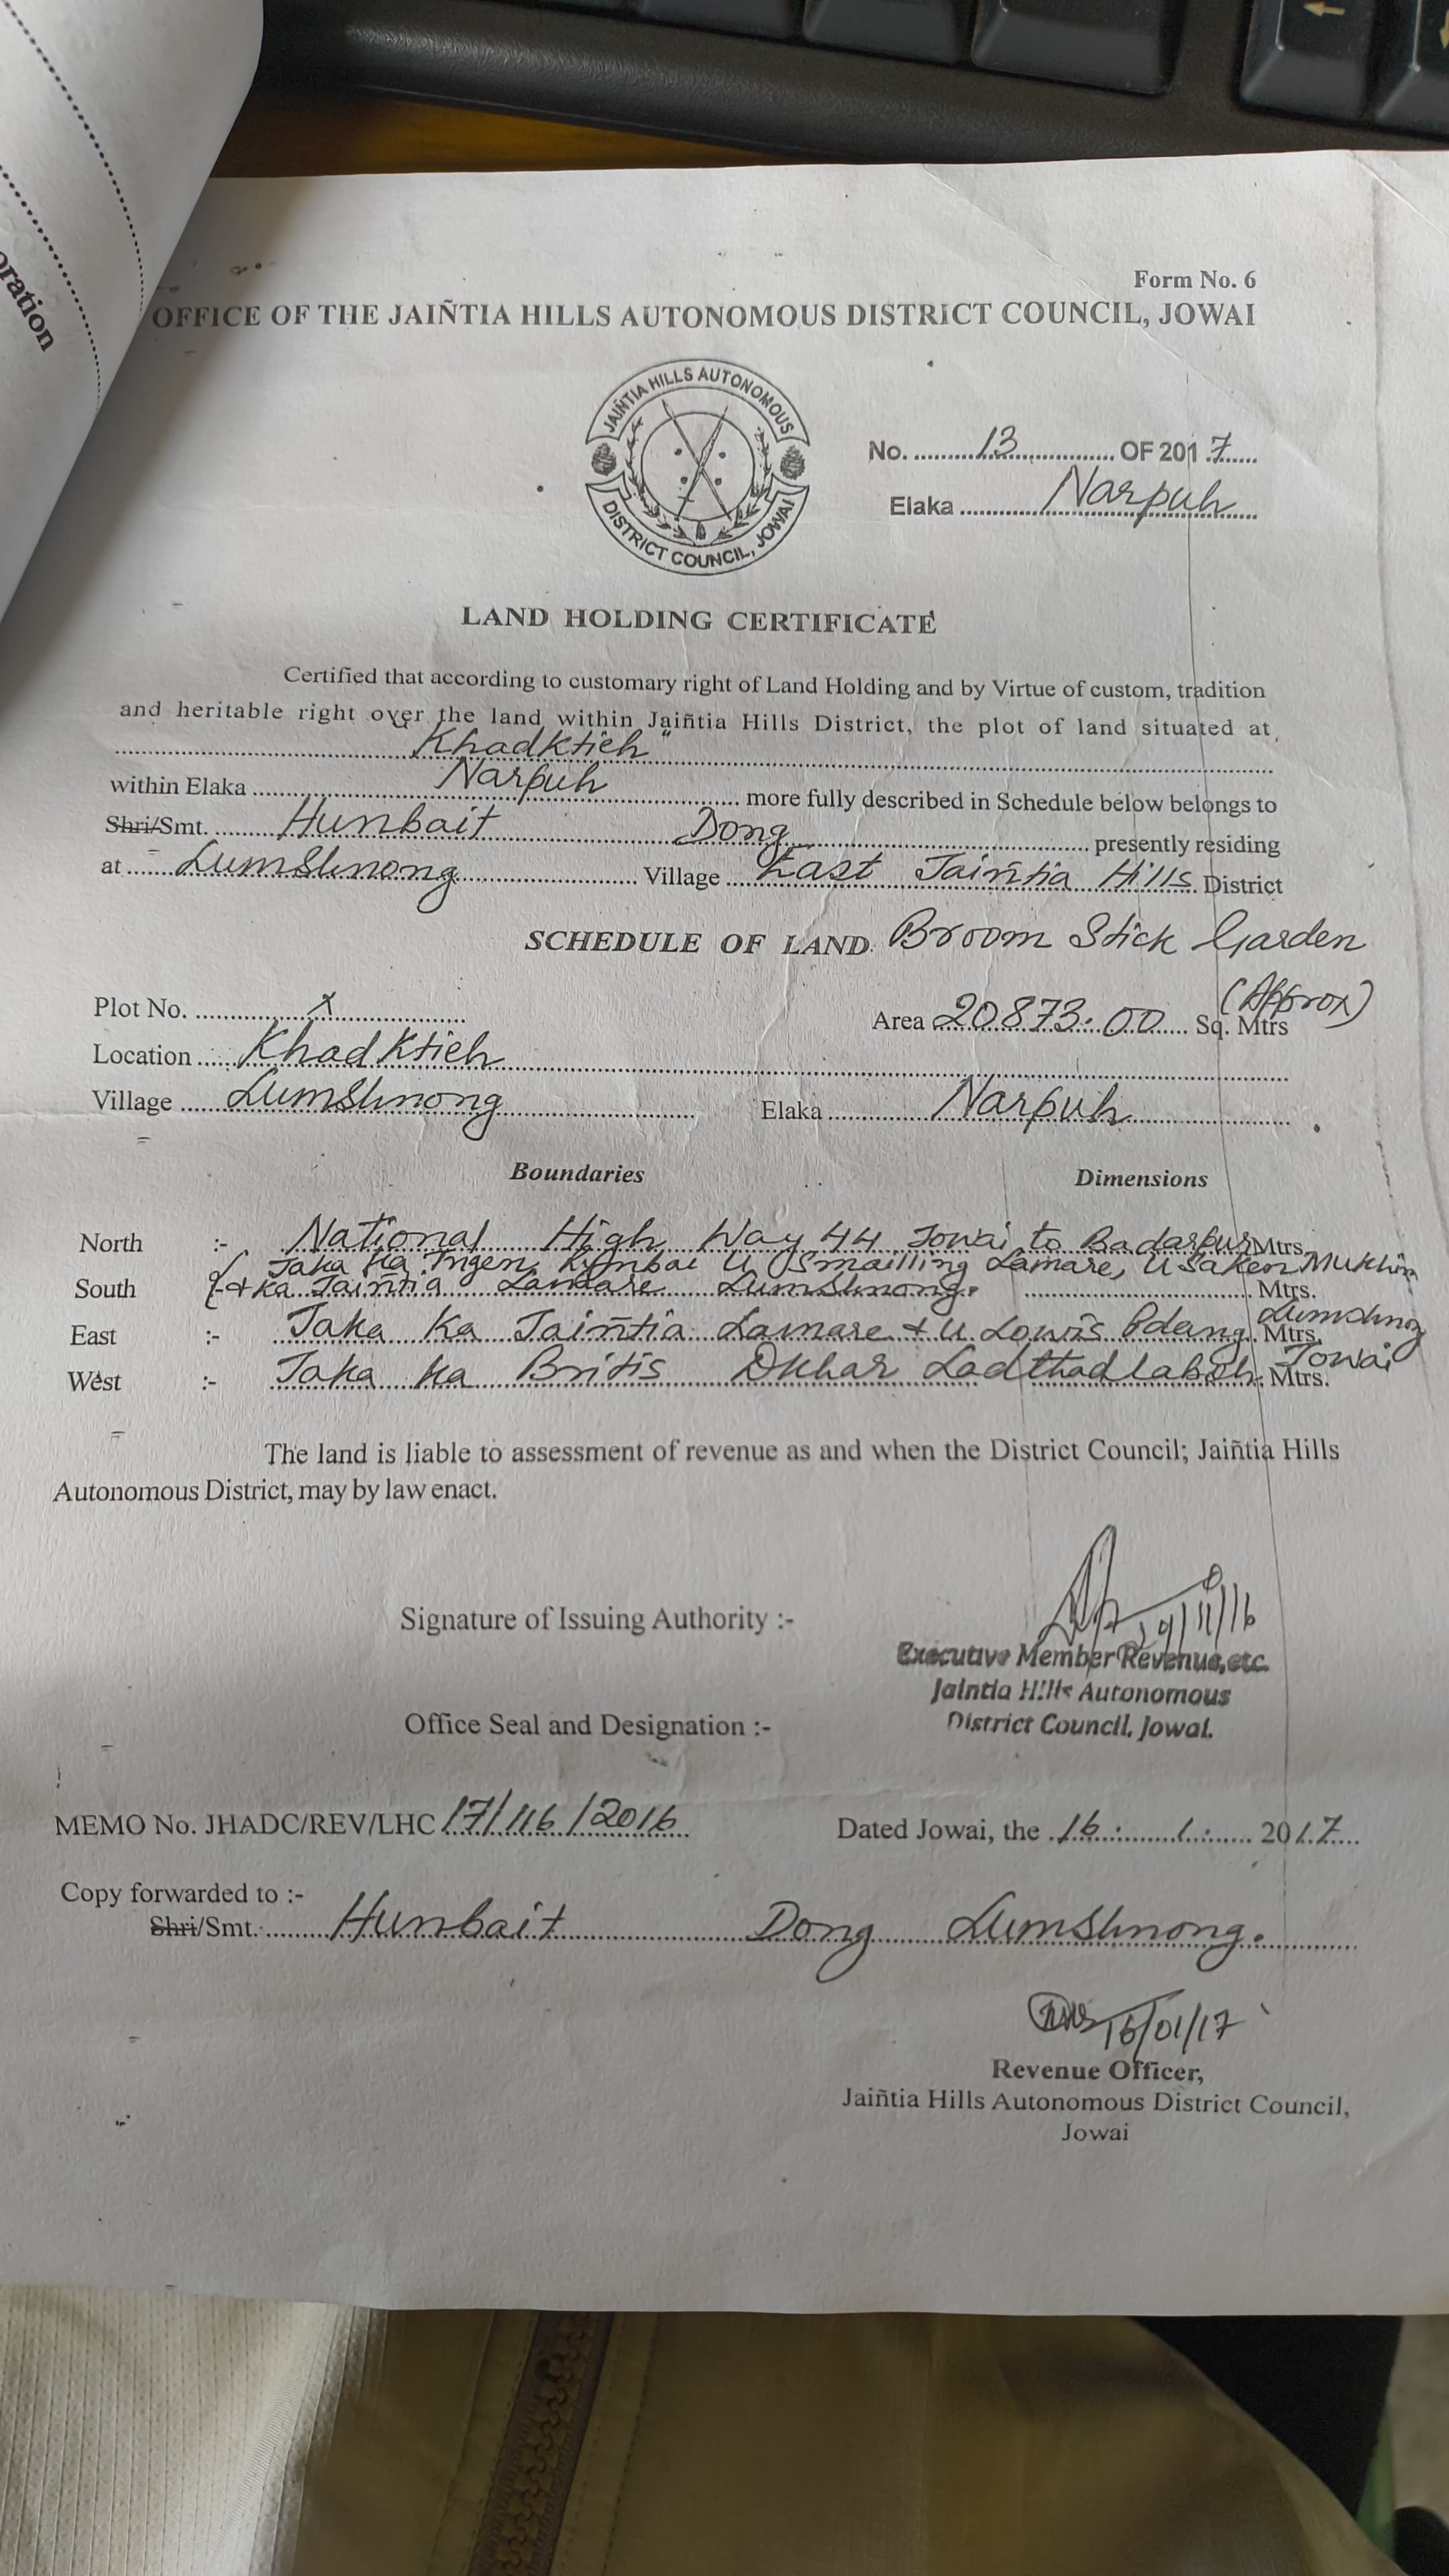 oration
Form No. 6
OFFICE OF THE JAIÑTIA HILLS AUTONOMOUS DISTRICT COUNCIL, JOWAI
JAIÑTIA HILLS AUTONOMOUS
DISTRICT COUNCIL, JOWAI
No. 13 OF 2017
Elaka Narpuh
LAND HOLDING CERTIFICATE
Certified that according to customary right of Land Holding and by Virtue of custom, tradition
and heritable right over the land within Jaiñtia Hills District, the plot of land situated at,
"Khadktieh"
within Elaka Narpuh more fully described in Schedule below belongs to
Shri/Smt. Hunbait Dong presently residing
at Lumshnong Village East Jaiñtia Hills District
SCHEDULE OF LAND. Broom Stick Garden
Plot No. x Area 20873.00 Sq. Mtrs (Approx)
Location Khadktieh
Village Lumshnong Elaka Narpuh
Boundaries Dimensions
North :- National High Way 44 Jowai to Badarpur Mtrs.
Jaka Ka Tngen Rymbai U Smailling Lamare, U Saken Mukhim
South :- + Ka Jaiñtia Lamare Lumshnong. Mtrs.
East :- Jaka Ka Jaiñtia Lamare + U Lowis Pdang. Mtrs. Lumshnong
West :- Jaka Ka Britis Dkhar Ladthadlaboh. Mtrs. Jowai
The land is liable to assessment of revenue as and when the District Council; Jaiñtia Hills
Autonomous District, may by law enact.
Signature of Issuing Authority :-
Executive Member Revenue,etc.
Jaintia Hills Autonomous
District Council, Jowai.
Office Seal and Designation :-
MEMO No. JHADC/REV/LHC/7/116/2016 Dated Jowai, the 16. 1. 2017
Copy forwarded to :-
Shri/Smt. Hunbait Dong Lumshnong.
16/01/17
Revenue Officer,
Jaiñtia Hills Autonomous District Council,
Jowai